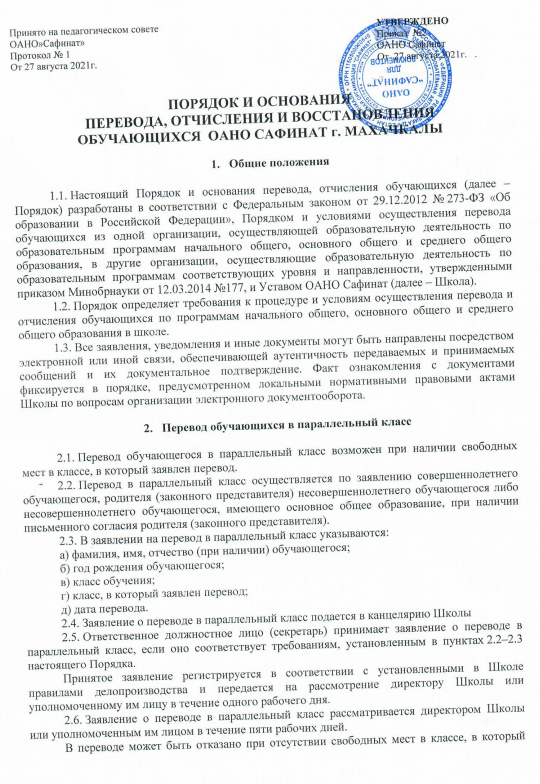 Принято на педагогическом совете
ОАНО»Сафинат»
Протокол № 1
От 27 августа 2021г.
УТВЕРЖДЕНО
Приказ №2
ОАНО Сафинат
От 27 августа 2021г.
ОАНО
"САФИНАТ"
ДЛЯ
ДОКУМЕНТОВ
ПОРЯДОК И ОСНОВАНИЯ
ПЕРЕВОДА, ОТЧИСЛЕНИЯ И ВОССТАНОВЛЕНИЯ
ОБУЧАЮЩИХСЯ ОАНО САФИНАТ г. МАХАЧКАЛЫ
1. Общие положения
1.1. Настоящий Порядок и основания перевода, отчисления обучающихся (далее –
Порядок) разработаны в соответствии с Федеральным законом от 29.12.2012 № 273-ФЗ «Об
образовании в Российской Федерации», Порядком и условиями осуществления перевода
обучающихся из одной организации, осуществляющей образовательную деятельность по
образовательным программам начального общего, основного общего и среднего общего
образования, в другие организации, осуществляющие образовательную деятельность по
образовательным программам соответствующих уровня и направленности, утвержденными
приказом Минобрнауки от 12.03.2014 №177, и Уставом ОАНО Сафинат (далее – Школа).
1.2. Порядок определяет требования к процедуре и условиям осуществления перевода и
отчисления обучающихся по программам начального общего, основного общего и среднего
общего образования в школе.
1.3. Все заявления, уведомления и иные документы могут быть направлены посредством
электронной или иной связи, обеспечивающей аутентичность передаваемых и принимаемых
сообщений и их документальное подтверждение. Факт ознакомления с документами
фиксируется в порядке, предусмотренном локальными нормативными правовыми актами
Школы по вопросам организации электронного документооборота.
2. Перевод обучающихся в параллельный класс
2.1. Перевод обучающегося в параллельный класс возможен при наличии свободных
мест в классе, в который заявлен перевод.
2.2. Перевод в параллельный класс осуществляется по заявлению совершеннолетнего
обучающегося, родителя (законного представителя) несовершеннолетнего обучающегося либо
несовершеннолетнего обучающегося, имеющего основное общее образование, при наличии
письменного согласия родителя (законного представителя).
2.3. В заявлении на перевод в параллельный класс указываются:
а) фамилия, имя, отчество (при наличии) обучающегося;
б) год рождения обучающегося;
в) класс обучения;
г) класс, в который заявлен перевод;
д) дата перевода.
2.4. Заявление о переводе в параллельный класс подается в канцелярию Школы
2.5. Ответственное должностное лицо (секретарь) принимает заявление о переводе в
параллельный класс, если оно соответствует требованиям, установленным в пунктах 2.2–2.3
настоящего Порядка.
Принятое заявление регистрируется в соответствии с установленными в Школе
правилами делопроизводства и передается на рассмотрение директору Школы или
уполномоченному им лицу в течение одного рабочего дня.
2.6. Заявление о переводе в параллельный класс рассматривается директором Школы
или уполномоченным им лицом в течение пяти рабочих дней.
В переводе может быть отказано при отсутствии свободных мест в классе, в который